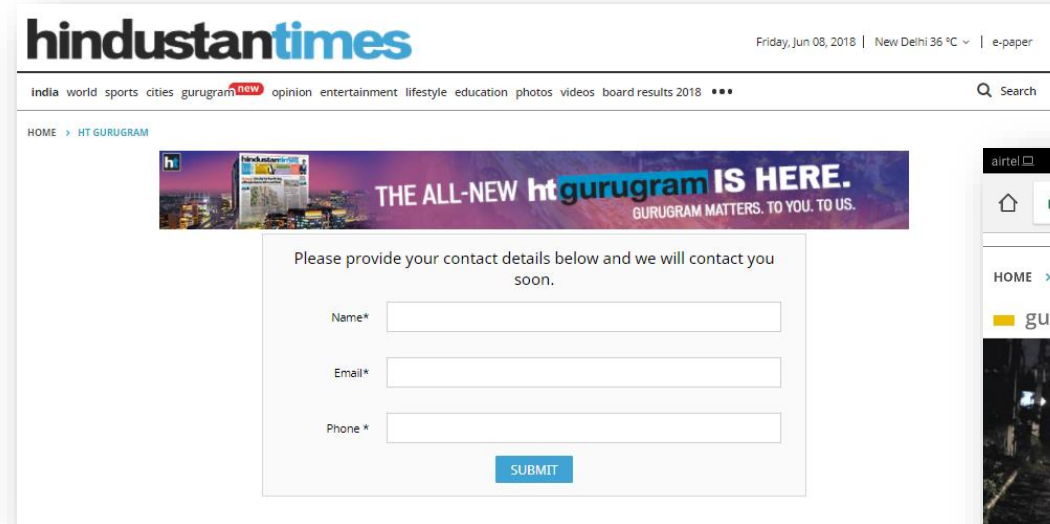 hindustantimes
Friday, Jun 08, 2018 | New Delhi 36 °C | e-paper
india world sports cities gurugram new opinion entertainment lifestyle education photos videos board results 2018 •••
Search
HOME > HT GURUGRAM
ht
hindustantimes
THE ALL-NEW ht gurugram IS HERE.
GURUGRAM MATTERS. TO YOU. TO US.
Please provide your contact details below and we will contact you
soon.
Name*
Email*
Phone *
SUBMIT
airtel
HOME >
gu